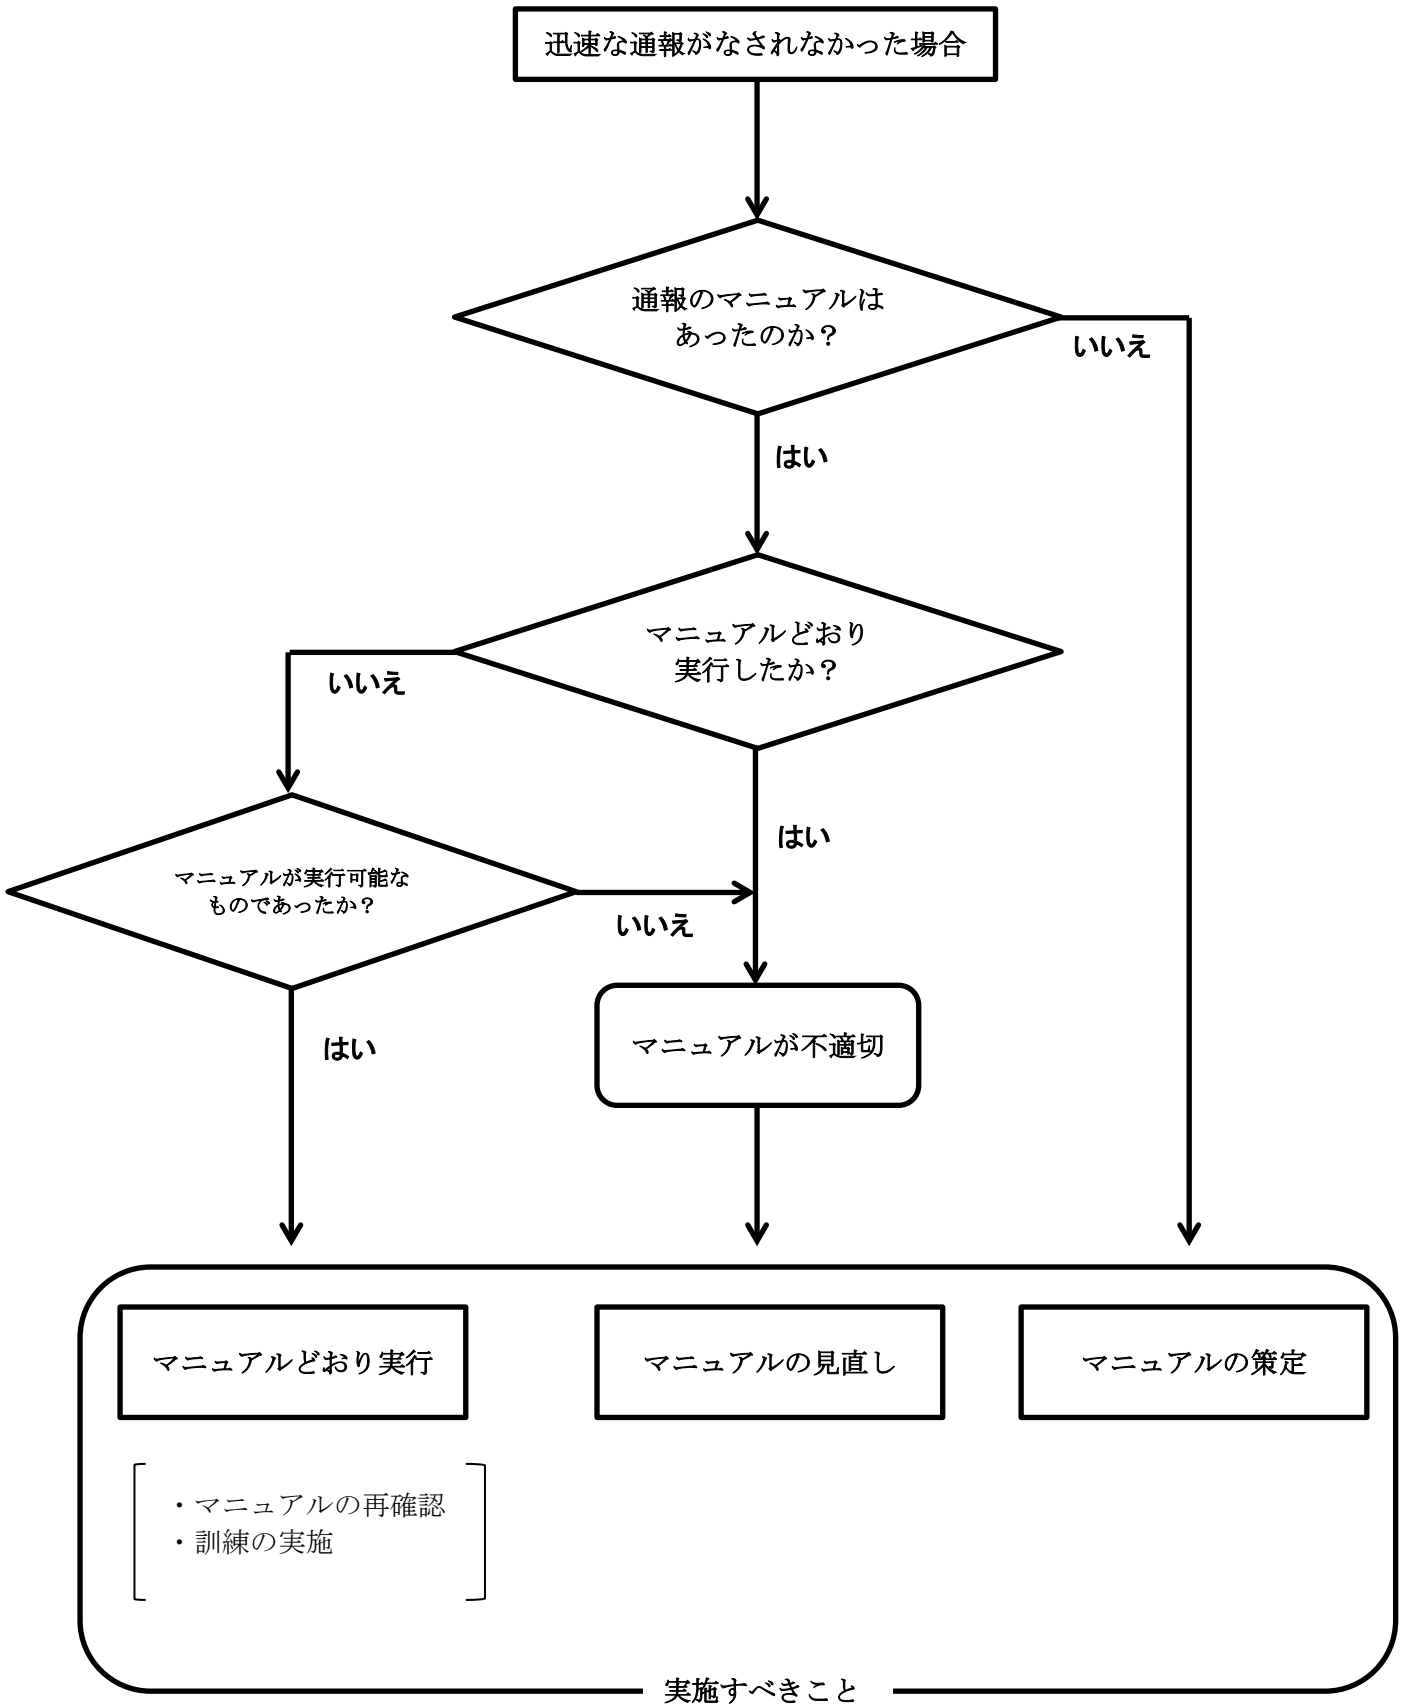 迅速な通報がなされなかった場合
通報のマニュアルは
あったのか？
いいえ
はい
マニュアルどおり
実行したか？
いいえ
はい
マニュアルが実行可能な
ものであったか？
いいえ
はい
マニュアルが不適切
マニュアルどおり実行
マニュアルの見直し
マニュアルの策定
・マニュアルの再確認
・訓練の実施
実施すべきこと